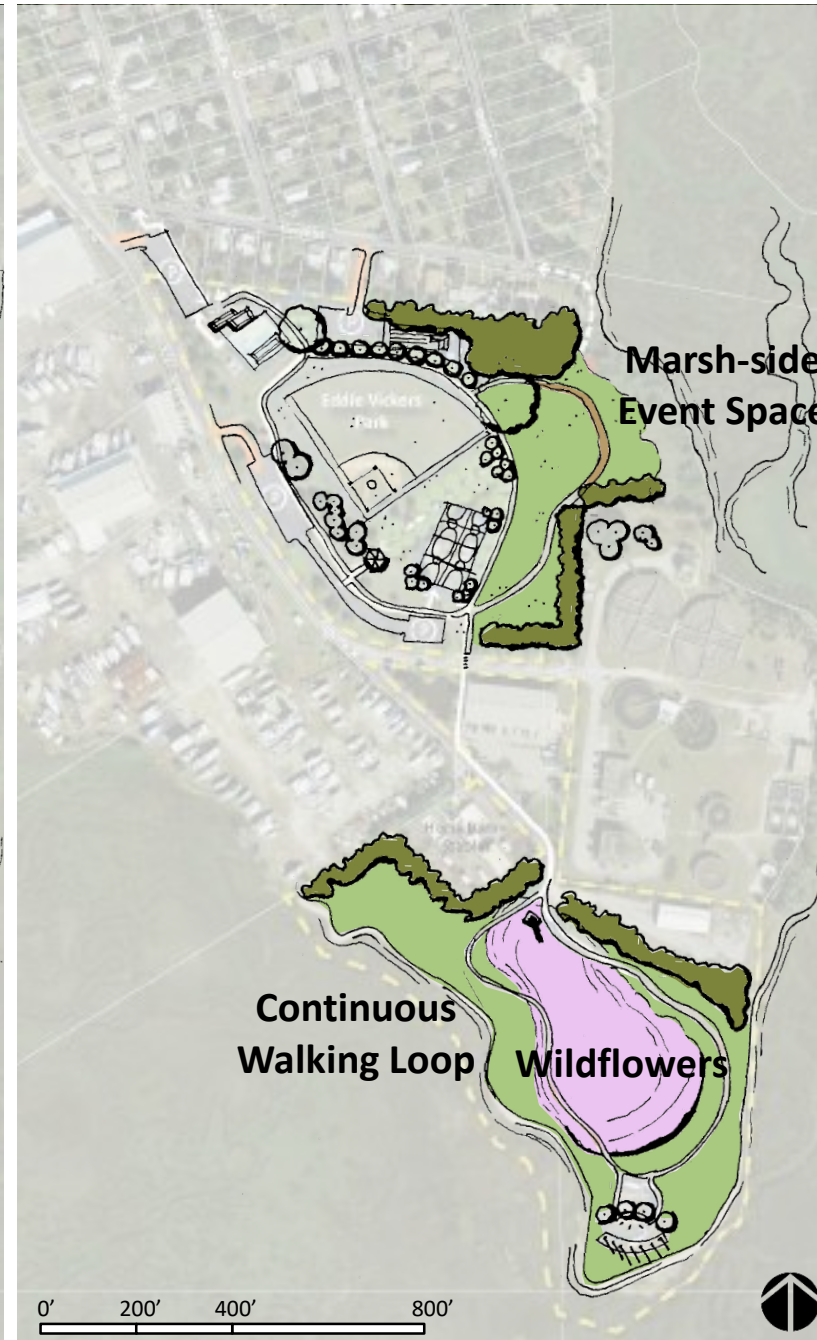 Eddie Vickers
Park
Marsh-side
Event Space
Continuous
Walking Loop
Wildflowers
0’
200’
400’
800’